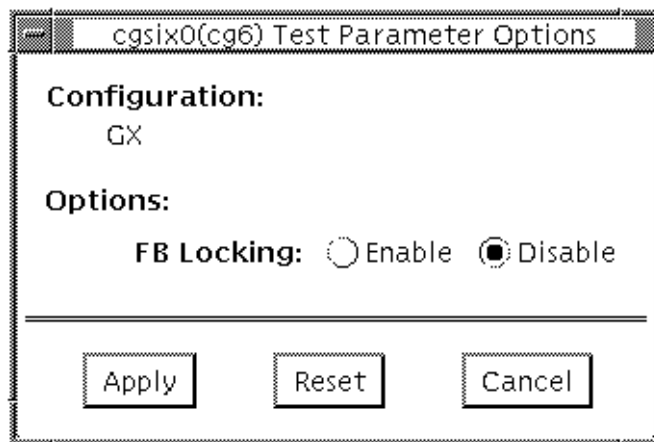 cgsix0(cg6) Test Parameter Options
Configuration:
GX
Options:
FB Locking: Enable Disable
Apply Reset Cancel